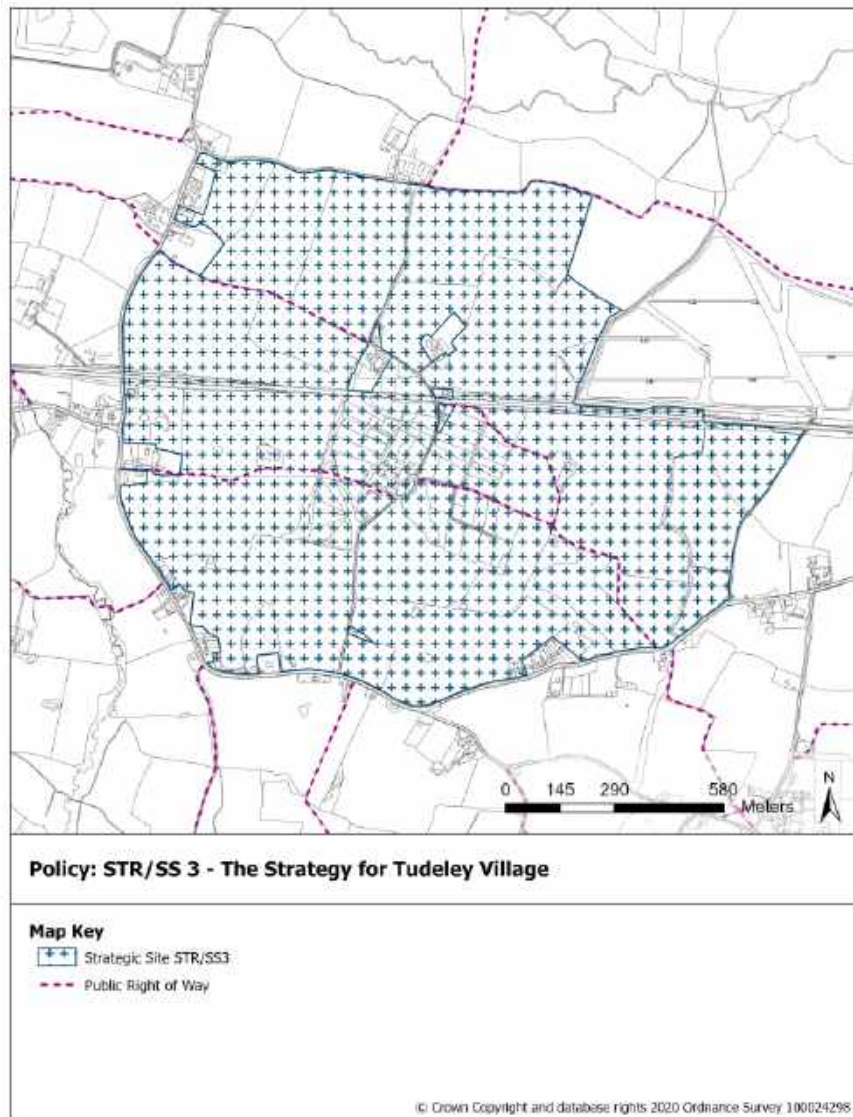 0 145 290 580
Meters
N
Policy: STR/SS 3 - The Strategy for Tudeley Village
Map Key
Strategic Site STR/SS3
Public Right of Way
© Crown Copyright and database rights 2020 Ordnance Survey 100024298